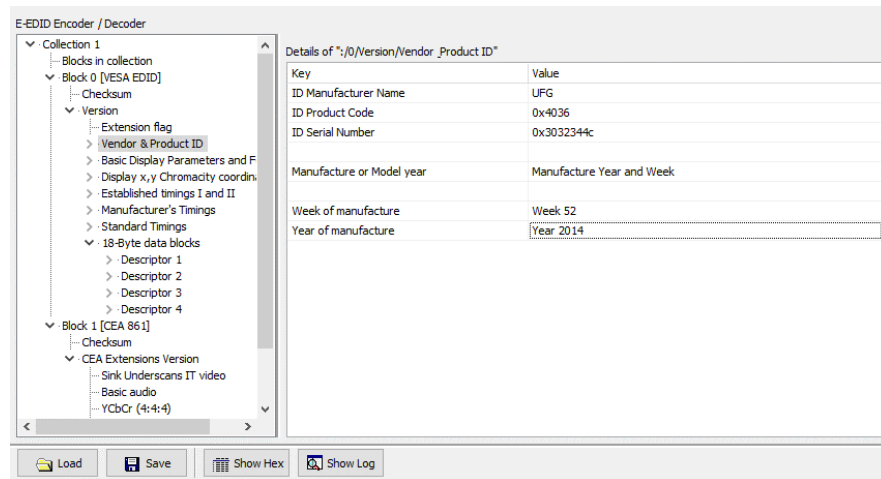 E-EDID Encoder / Decoder
Collection 1
Blocks in collection
Block 0 [VESA EDID]
Checksum
Version
Extension flag
Vendor & Product ID
Basic Display Parameters and F
Display x,y Chromacity coordin
Established timings I and II
Manufacturer's Timings
Standard Timings
18-Byte data blocks
Descriptor 1
Descriptor 2
Descriptor 3
Descriptor 4
Block 1 [CEA 861]
Checksum
CEA Extensions Version
Sink Underscans IT video
Basic audio
YCbCr (4:4:4)
Details of ":/0/Version/Vendor _Product ID"
Key Value
ID Manufacturer Name UFG
ID Product Code 0x4036
ID Serial Number 0x3032344c
Manufacture or Model year Manufacture Year and Week
Week of manufacture Week 52
Year of manufacture Year 2014
Load Save Show Hex Show Log